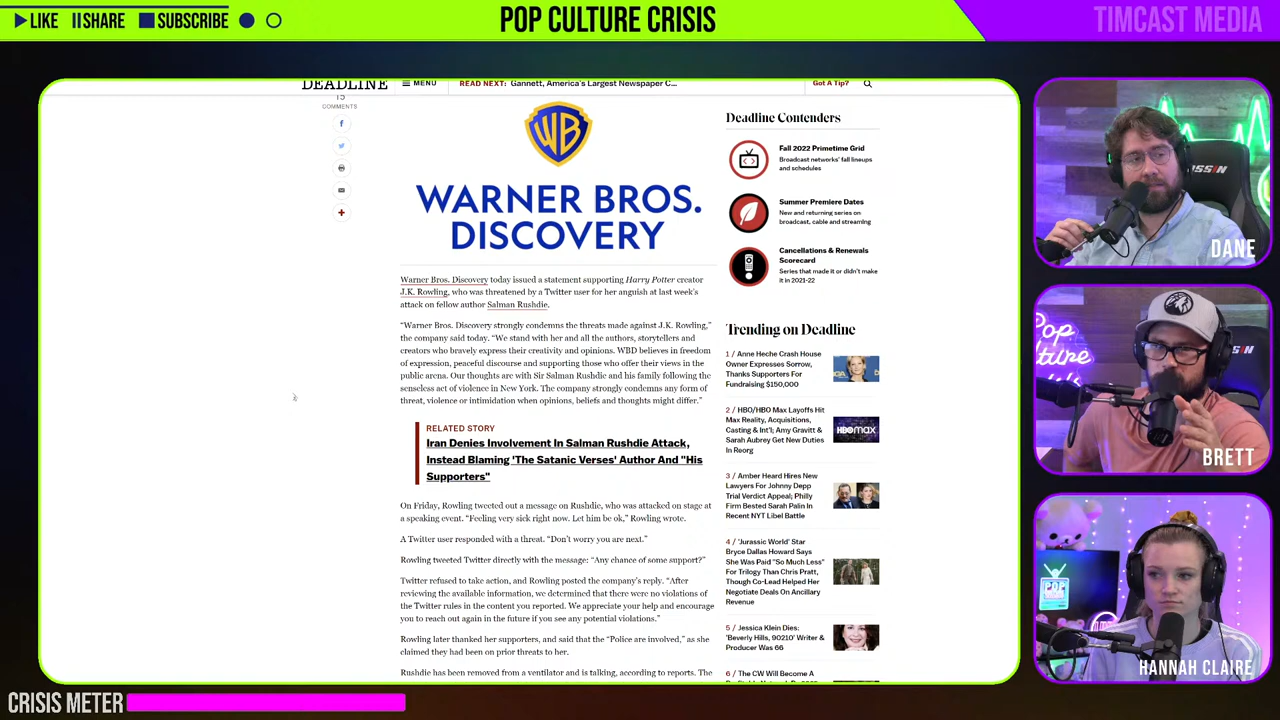 LIKE SHARE SUBSCRIBE
POP CULTURE CRISIS
TIMCAST MEDIA
DEADLINE
MENU
READ NEXT: Gannett, America's Largest Newspaper C...
Got A Tip?
15
COMMENTS
WB
WARNER BROS.
DISCOVERY
Warner Bros. Discovery today issued a statement supporting Harry Potter creator
J.K. Rowling, who was threatened by a Twitter user for her anguish at last week's
attack on fellow author Salman Rushdie.
"Warner Bros. Discovery strongly condemns the threats made against J.K. Rowling,"
the company said today. "We stand with her and all the authors, storytellers and
creators who bravely express their creativity and opinions. WBD believes in freedom
of expression, peaceful discourse and supporting those who offer their views in the
public arena. Our thoughts are with Sir Salman Rushdie and his family following the
senseless act of violence in New York. The company strongly condemns any form of
threat, violence or intimidation when opinions, beliefs and thoughts might differ."
RELATED STORY
Iran Denies Involvement In Salman Rushdie Attack,
Instead Blaming 'The Satanic Verses' Author And "His
Supporters"
On Friday, Rowling tweeted out a message on Rushdie, who was attacked on stage at
a speaking event. "Feeling very sick right now. Let him be ok," Rowling wrote.
A Twitter user responded with a threat. "Don't worry you are next."
Rowling tweeted Twitter directly with the message: "Any chance of some support?"
Twitter refused to take action, and Rowling posted the company's reply. "After
reviewing the available information, we determined that there were no violations of
the Twitter rules in the content you reported. We appreciate your help and encourage
you to reach out again in the future if you see any potential violations."
Rowling later thanked her supporters, and said that the "Police are involved," as she
claimed they had been on prior threats to her.
Rushdie has been removed from a ventilator and is talking, according to reports. The
Deadline Contenders
Fall 2022 Primetime Grid
Broadcast networks' fall lineups
and schedules
Summer Premiere Dates
New and returning series on
broadcast, cable and streaming
Cancellations & Renewals
Scorecard
Series that made it or didn't make
it in 2021-22
Trending on Deadline
1 / Anne Heche Crash House
Owner Expresses Sorrow,
Thanks Supporters For
Fundraising $150,000
2 / HBO/HBO Max Layoffs Hit
Max Reality, Acquisitions,
Casting & Int'l; Amy Gravitt &
Sarah Aubrey Get New Duties
In Reorg
HBOMAX
3 / Amber Heard Hires New
Lawyers For Johnny Depp
Trial Verdict Appeal; Philly
Firm Bested Sarah Palin In
Recent NYT Libel Battle
4 / 'Jurassic World' Star
Bryce Dallas Howard Says
She Was Paid "So Much Less"
For Trilogy Than Chris Pratt,
Though Co-Lead Helped Her
Negotiate Deals On Ancillary
Revenue
5 / Jessica Klein Dies:
'Beverly Hills, 90210' Writer &
Producer Was 66
6 / The CW Will Become A
DANE
BRETT
HANNAH CLAIRE
CRISIS METER